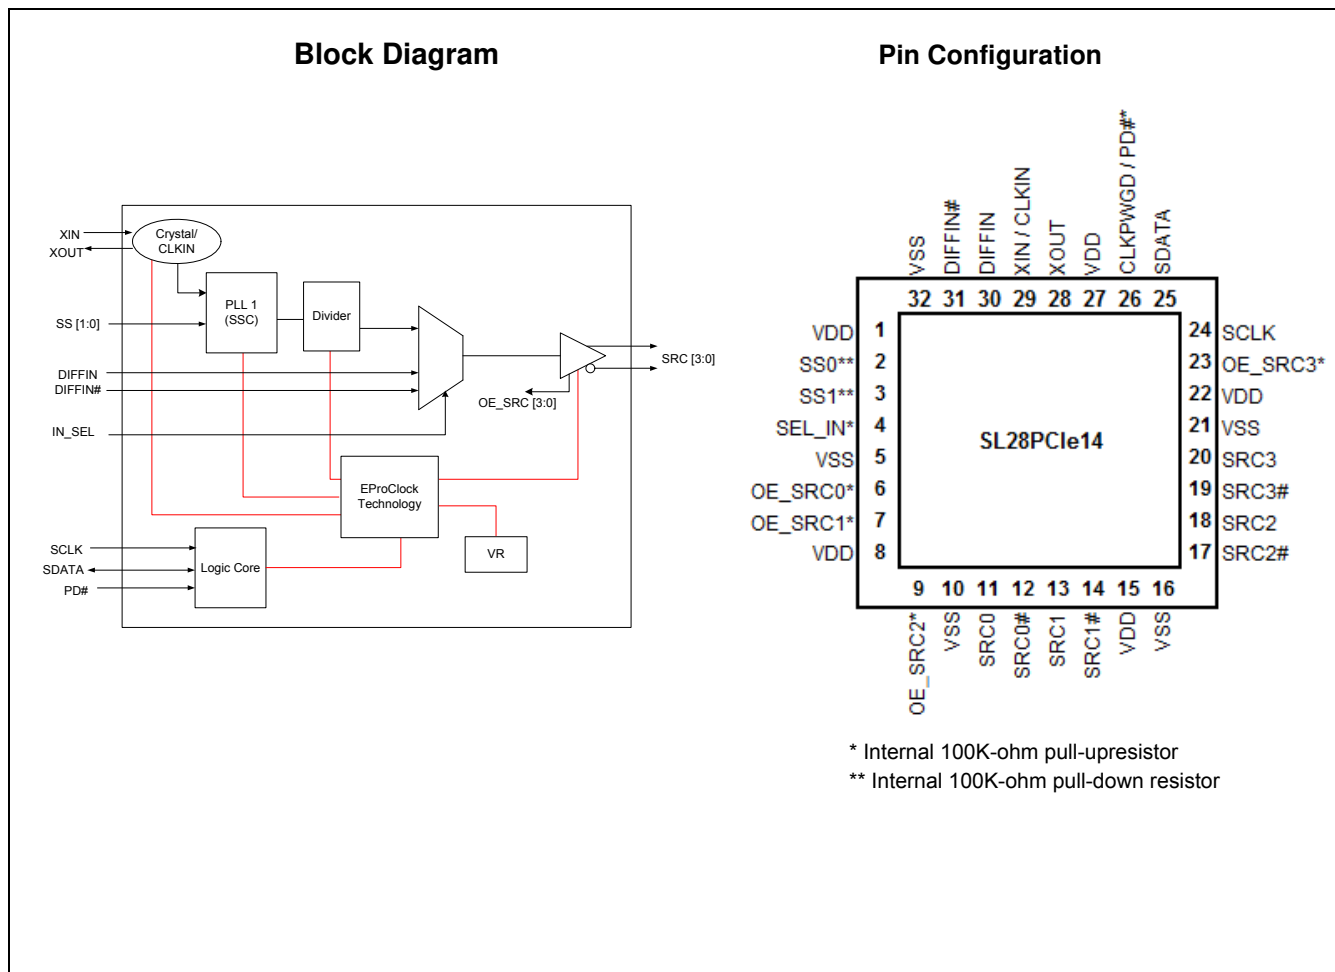 Block Diagram
Pin Configuration
XIN
XOUT
Crystal/
CLKIN
SS [1:0]
PLL 1
(SSC)
Divider
DIFFIN
DIFFIN#
IN_SEL
OE_SRC [3:0]
SRC [3:0]
EProClock
Technology
VR
SCLK
SDATA
PD#
Logic Core
VSS
DIFFIN#
DIFFIN
XIN / CLKIN
XOUT
VDD
CLKPWGD / PD#*
SDATA
32 31 30 29 28 27 26 25
VDD 1
SS0** 2
SS1** 3
SEL_IN* 4
VSS 5
OE_SRC0* 6
OE_SRC1* 7
VDD 8
SL28PCIe14
24 SCLK
23 OE_SRC3*
22 VDD
21 VSS
20 SRC3
19 SRC3#
18 SRC2
17 SRC2#
9 10 11 12 13 14 15 16
OE_SRC2*
VSS
SRC0
SRC0#
SRC1
SRC1#
VDD
VSS
* Internal 100K-ohm pull-upresistor
** Internal 100K-ohm pull-down resistor